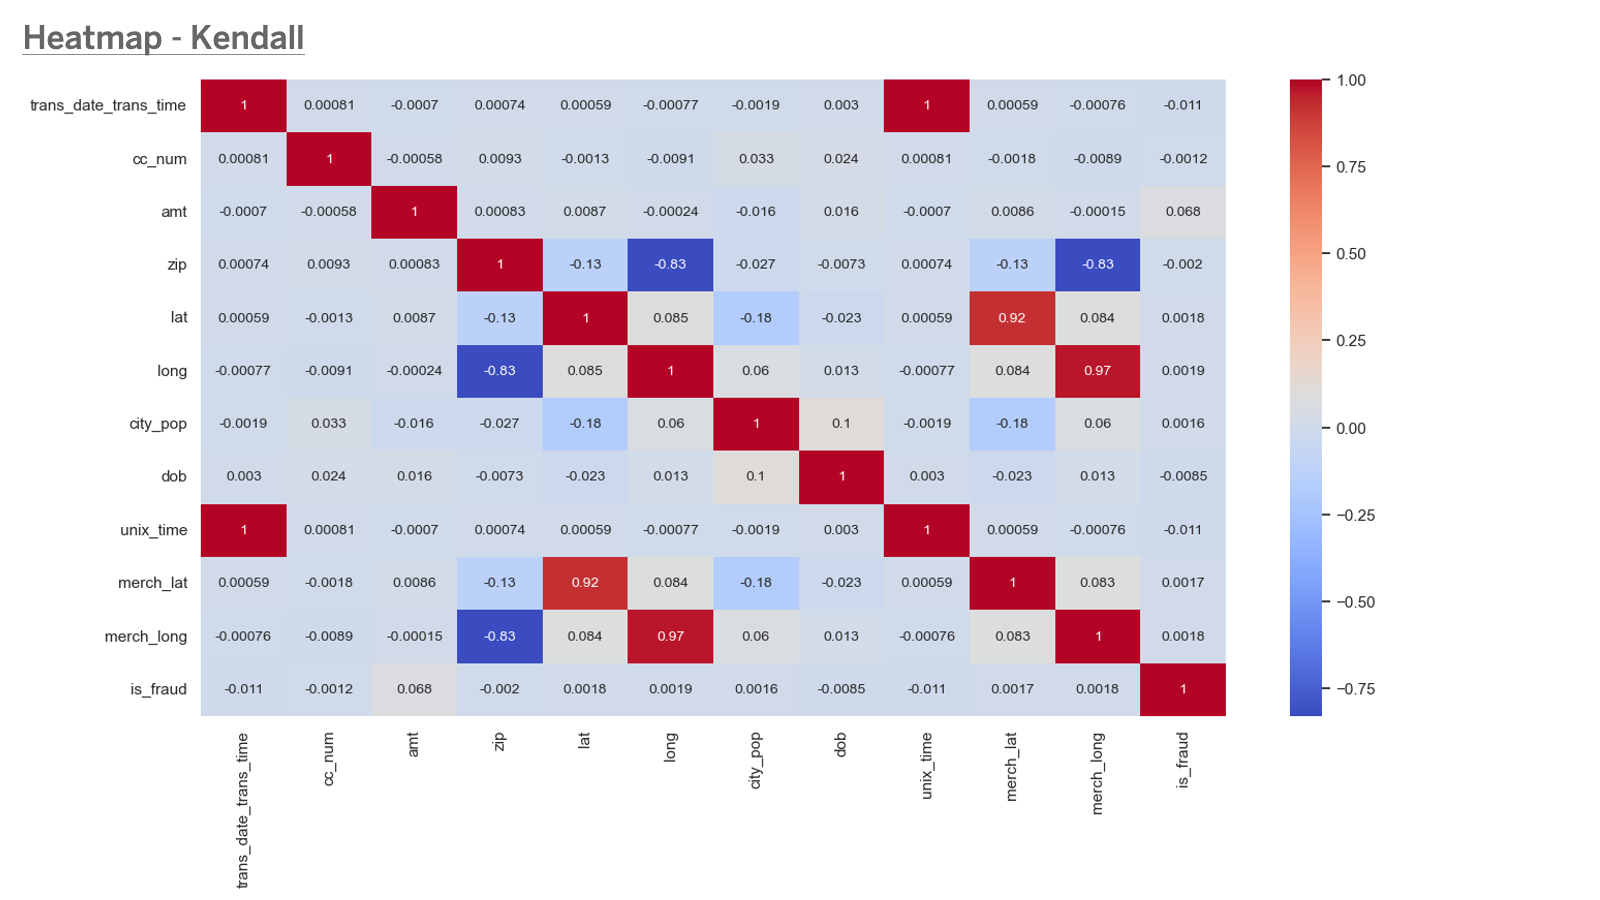 Heatmap - Kendall
trans_date_trans_time 1 0.00081 -0.0007 0.00074 0.00059 -0.00077 -0.0019 0.003 1 0.00059 -0.00076 -0.011
cc_num 0.00081 1 -0.00058 0.0093 -0.0013 -0.0091 0.033 0.024 0.00081 -0.0018 -0.0089 -0.0012
amt -0.0007 -0.00058 1 0.00083 0.0087 -0.00024 -0.016 0.016 -0.0007 0.0086 -0.00015 0.068
zip 0.00074 0.0093 0.00083 1 -0.13 -0.83 -0.027 -0.0073 0.00074 -0.13 -0.83 -0.002
lat 0.00059 -0.0013 0.0087 -0.13 1 0.085 -0.18 -0.023 0.00059 0.92 0.084 0.0018
long -0.00077 -0.0091 -0.00024 -0.83 0.085 1 0.06 0.013 -0.00077 0.084 0.97 0.0019
city_pop -0.0019 0.033 -0.016 -0.027 -0.18 0.06 1 0.1 -0.0019 -0.18 0.06 0.0016
dob 0.003 0.024 0.016 -0.0073 -0.023 0.013 0.1 1 0.003 -0.023 0.013 -0.0085
unix_time 1 0.00081 -0.0007 0.00074 0.00059 -0.00077 -0.0019 0.003 1 0.00059 -0.00076 -0.011
merch_lat 0.00059 -0.0018 0.0086 -0.13 0.92 0.084 -0.18 -0.023 0.00059 1 0.083 0.0017
merch_long -0.00076 -0.0089 -0.00015 -0.83 0.084 0.97 0.06 0.013 -0.00076 0.083 1 0.0018
is_fraud -0.011 -0.0012 0.068 -0.002 0.0018 0.0019 0.0016 -0.0085 -0.011 0.0017 0.0018 1
trans_date_trans_time cc_num amt zip lat long city_pop dob unix_time merch_lat merch_long is_fraud
1.00
0.75
0.50
0.25
0.00
−0.25
−0.50
−0.75